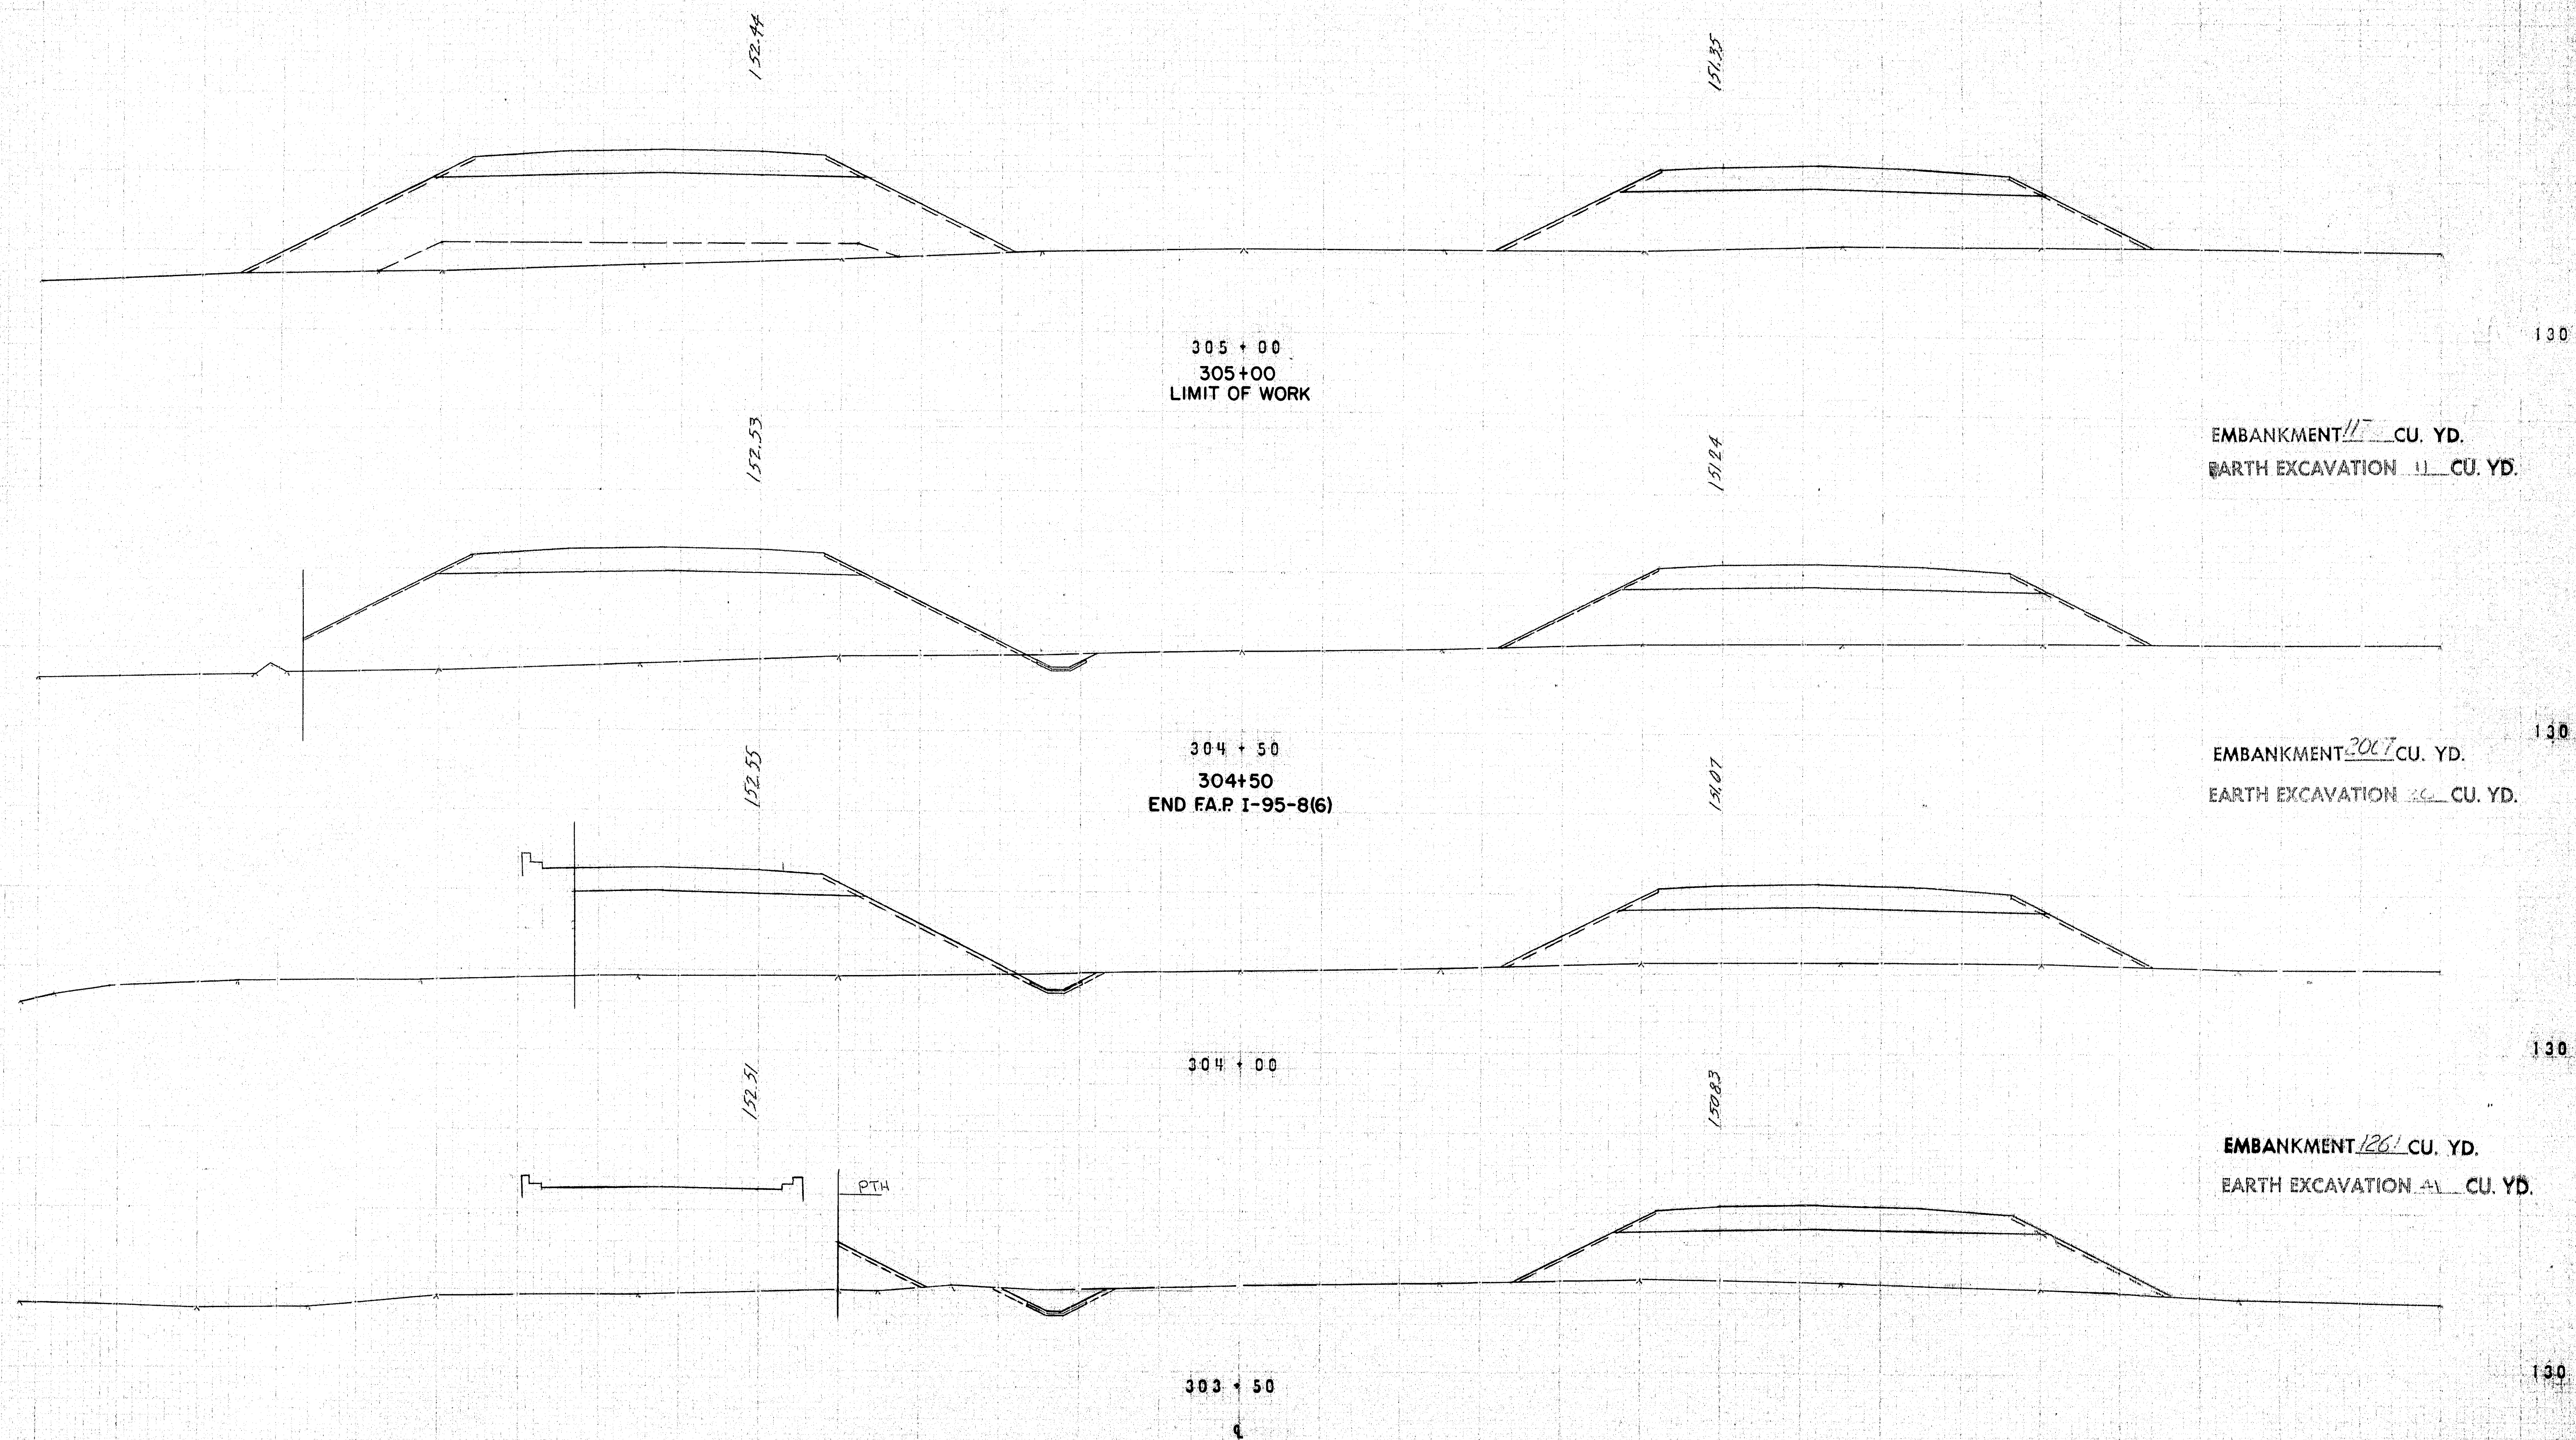 152.44
151.35
130
305 + 00
305+00
LIMIT OF WORK
152.53
151.24
EMBANKMENT CU. YD.
EARTH EXCAVATION 11 CU. YD.
130
304 + 50
304+50
END F.A.P. I-95-8(6)
152.55
151.07
EMBANKMENT 2067 CU. YD.
EARTH EXCAVATION CU. YD.
130
304 + 00
152.51
150.83
EMBANKMENT 1261 CU. YD.
EARTH EXCAVATION CU. YD.
PTH
130
303 + 50